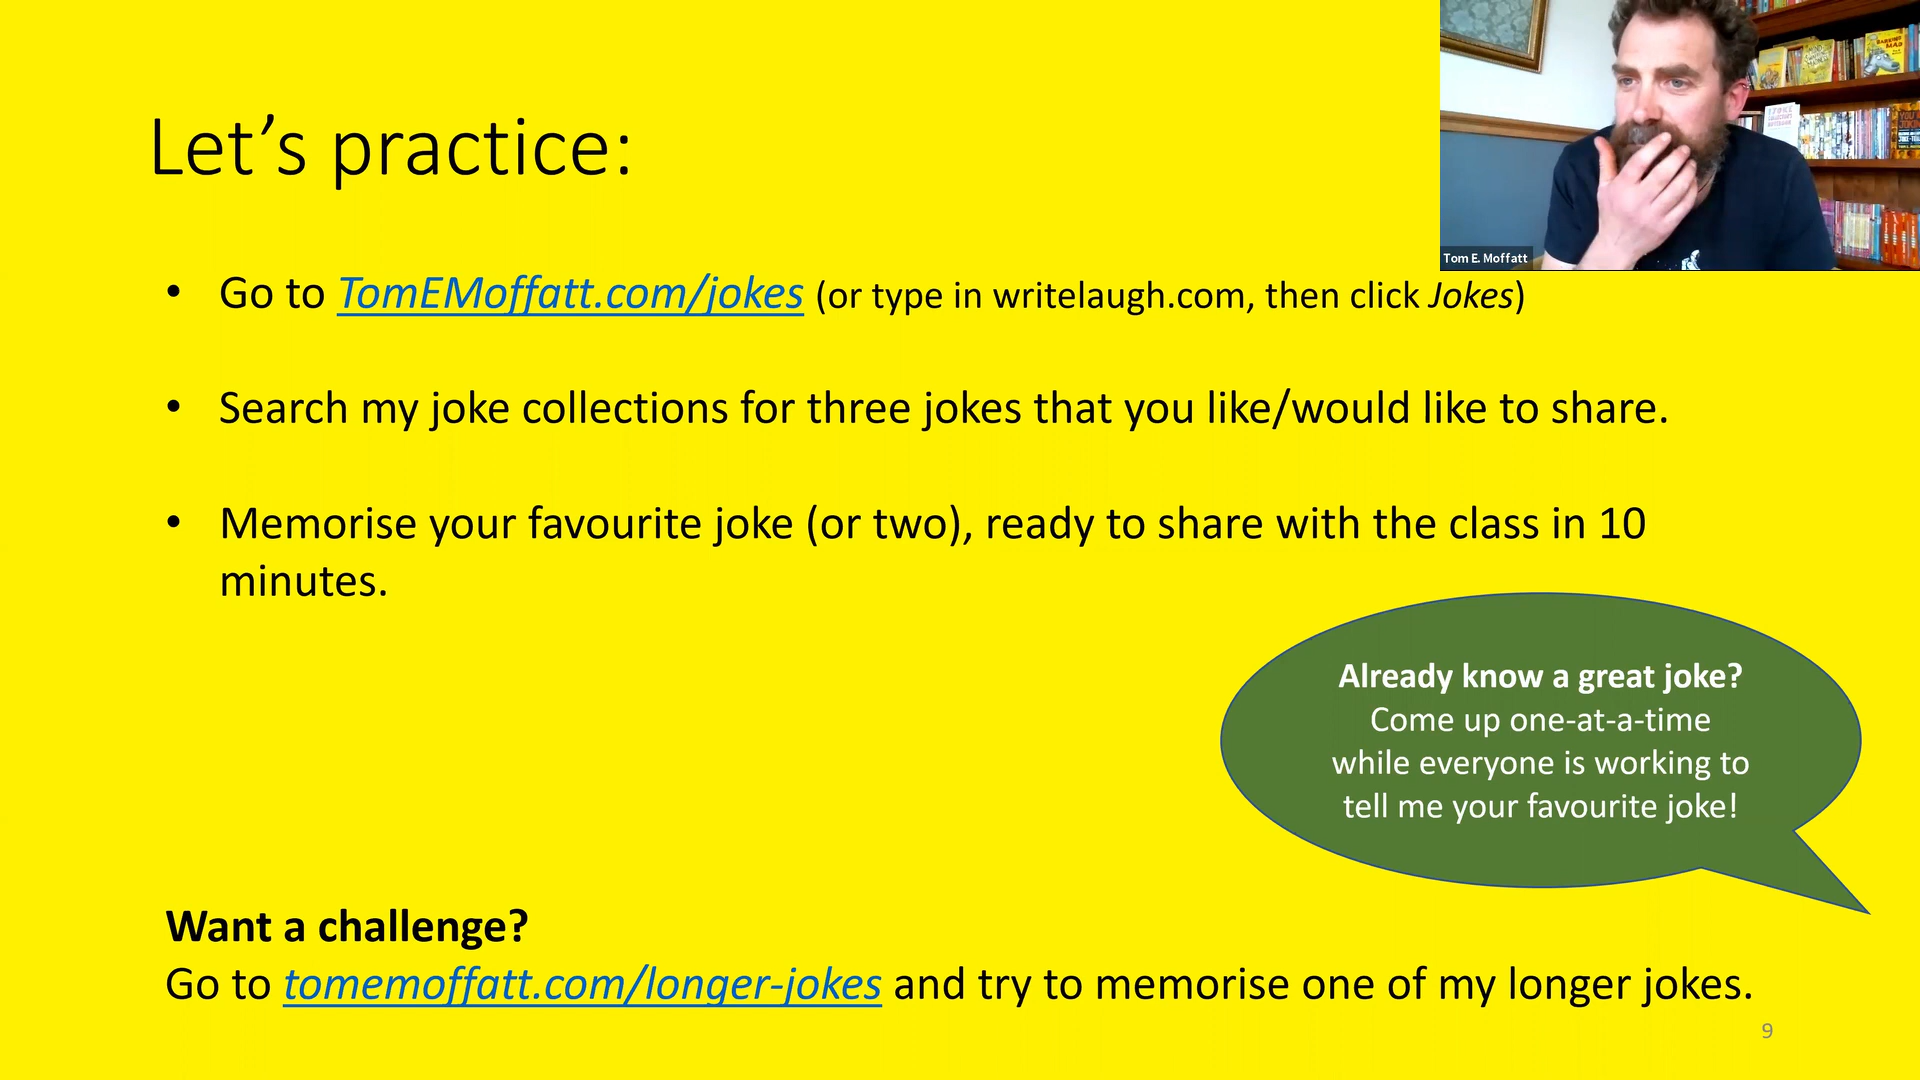 Let’s practice:
• Go to TomEMoffatt.com/jokes (or type in writelaugh.com, then click Jokes)
• Search my joke collections for three jokes that you like/would like to share.
• Memorise your favourite joke (or two), ready to share with the class in 10
minutes.
Already know a great joke?
Come up one-at-a-time
while everyone is working to
tell me your favourite joke!
Want a challenge?
Go to tomemoffatt.com/longer-jokes and try to memorise one of my longer jokes.
9
Tom E. Moffatt
BARKING
MAD